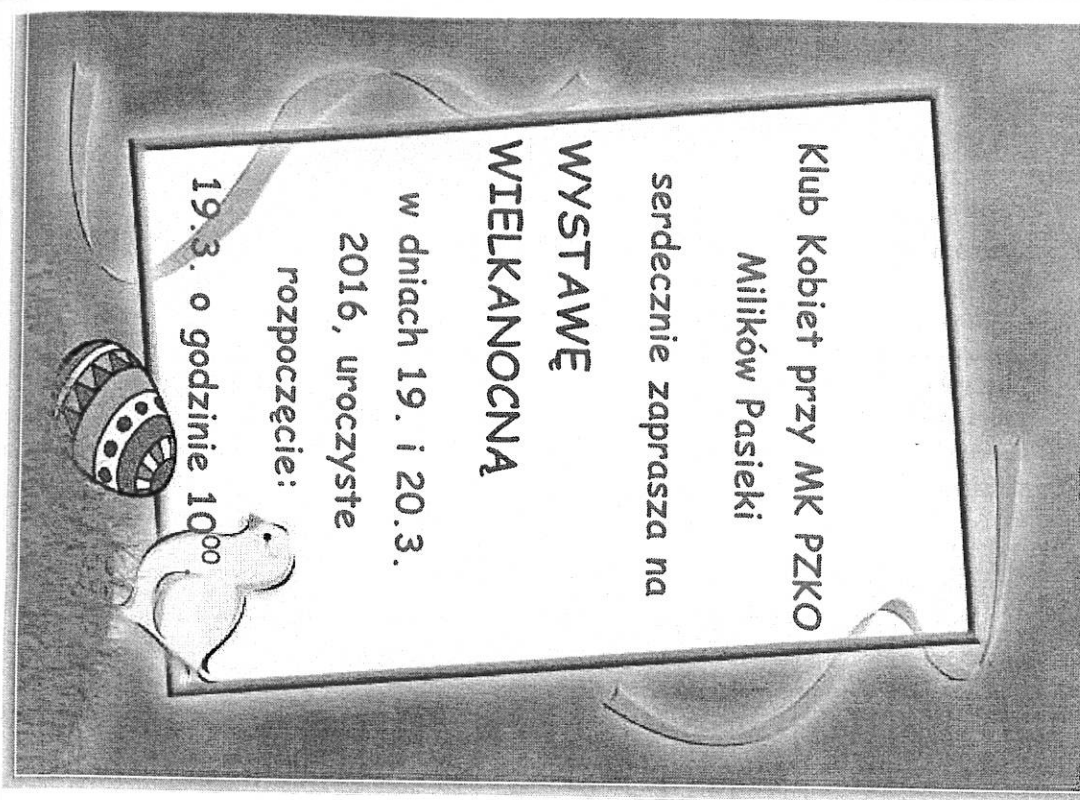 Klub Kobiet przy MK PZKO
Milików Pasieki
serdecznie zaprasza na
WYSTAWĘ
WIELKANOCNĄ
w dniach 19. i 20.3.
2016, uroczyste
rozpoczęcie:
19.3. o godzinie 10⁰⁰